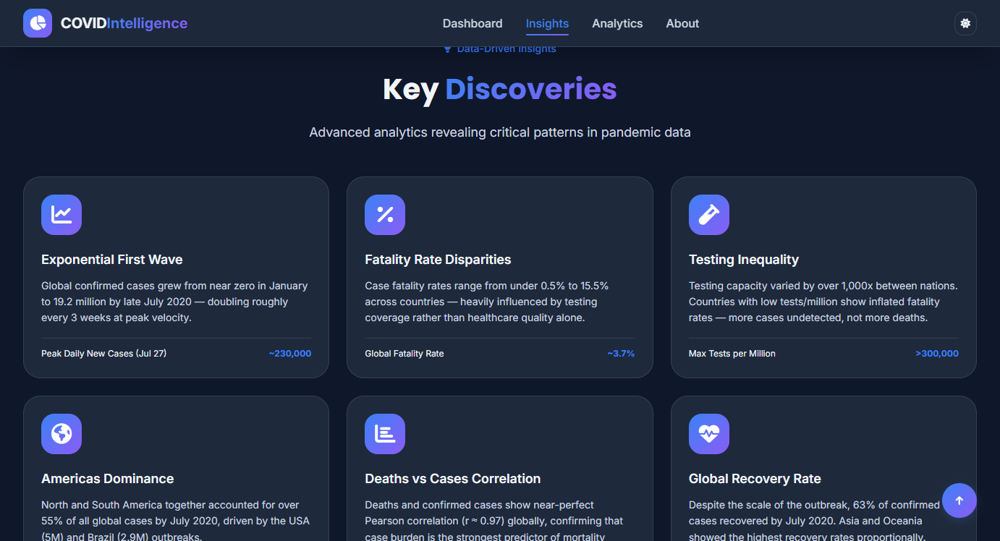 COVIDIntelligence
Dashboard
Insights
Analytics
About
Data-Driven Insights
Key Discoveries
Advanced analytics revealing critical patterns in pandemic data
Exponential First Wave
Global confirmed cases grew from near zero in January
to 19.2 million by late July 2020 — doubling roughly
every 3 weeks at peak velocity.
Peak Daily New Cases (Jul 27)
~230,000
Fatality Rate Disparities
Case fatality rates range from under 0.5% to 15.5%
across countries — heavily influenced by testing
coverage rather than healthcare quality alone.
Global Fatality Rate
~3.7%
Testing Inequality
Testing capacity varied by over 1,000x between nations.
Countries with low tests/million show inflated fatality
rates — more cases undetected, not more deaths.
Max Tests per Million
>300,000
Americas Dominance
North and South America together accounted for over
55% of all global cases by July 2020, driven by the USA
(5M) and Brazil (2.9M) outbreaks.
Deaths vs Cases Correlation
Deaths and confirmed cases show near-perfect
Pearson correlation (r ≈ 0.97) globally, confirming that
case burden is the strongest predictor of mortality
Global Recovery Rate
Despite the scale of the outbreak, 63% of confirmed
cases recovered by July 2020. Asia and Oceania
showed the highest recovery rates proportionally.